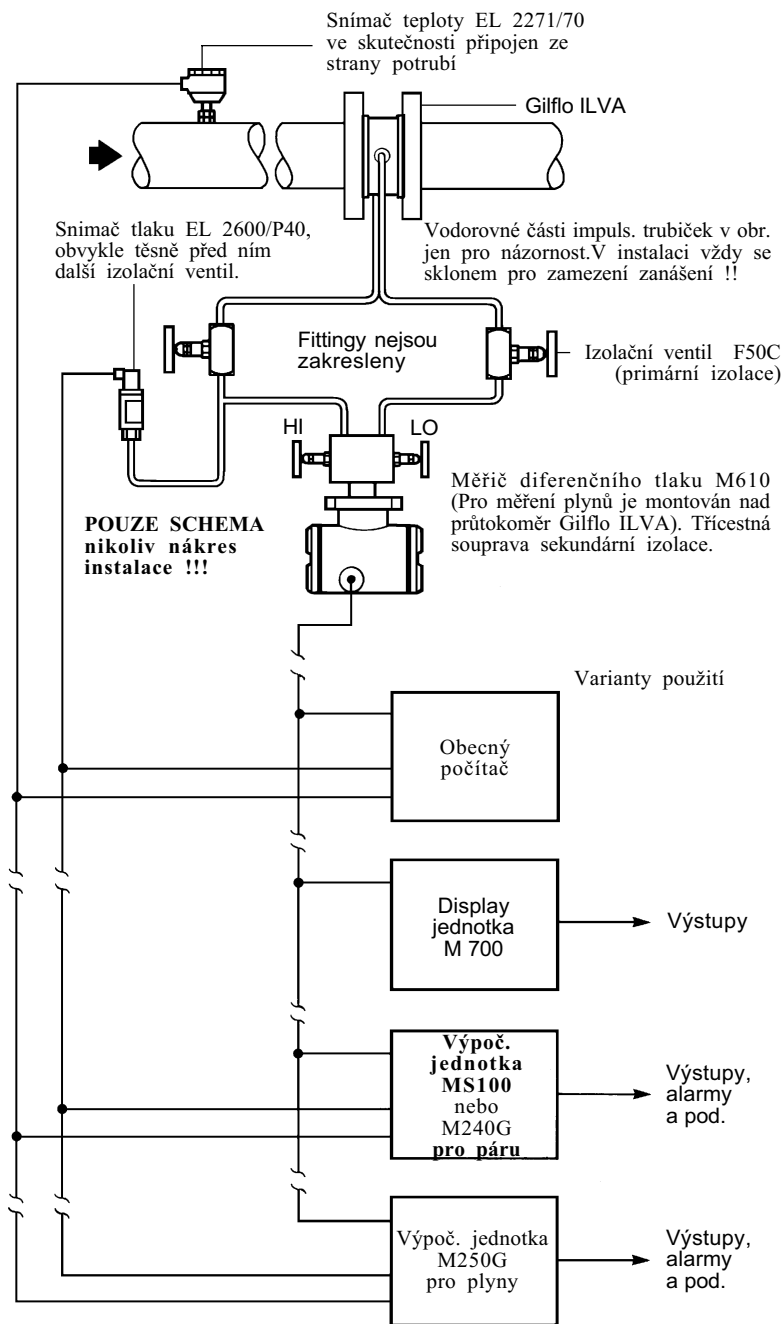 Snímač teploty EL 2271/70
ve skutečnosti připojen ze
strany potrubí
Gilflo ILVA
Snimač tlaku EL 2600/P40,
obvykle těsně před ním
další izolační ventil.
Vodorovné části impuls. trubiček v obr.
jen pro názornost.V instalaci vždy se
sklonem pro zamezení zanášení !!
Fittingy nejsou
zakresleny
Izolační ventil F50C
(primární izolace)
HI
LO
POUZE SCHEMA
nikoliv nákres
instalace !!!
Měřič diferenčního tlaku M610
(Pro měření plynů je montován nad
průtokoměr Gilflo ILVA). Třícestná
souprava sekundární izolace.
Varianty použití
Obecný
počítač
Display
jednotka
M 700
Výstupy
Výpoč.
jednotka
MS100
nebo
M240G
pro páru
Výstupy,
alarmy
a pod.
Výpoč. jednotka
M250G
pro plyny
Výstupy,
alarmy
a pod.